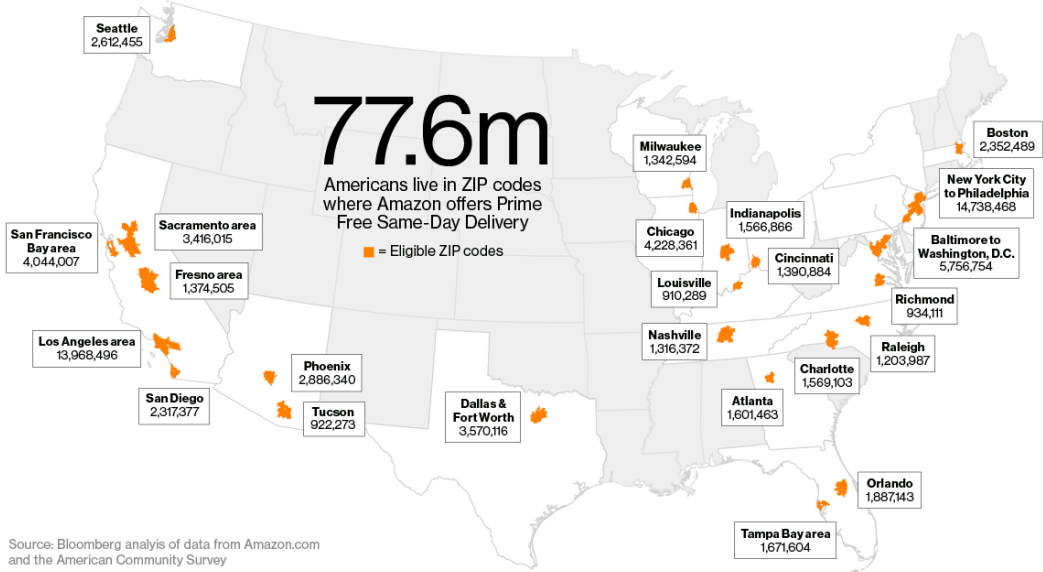 Seattle
2,612,455
77.6m
Americans live in ZIP codes
where Amazon offers Prime
Free Same-Day Delivery
= Eligible ZIP codes
Boston
2,352,489
Milwaukee
1,342,594
New York City
to Philadelphia
14,738,468
Indianapolis
1,566,866
Sacramento area
3,416,015
San Francisco
Bay area
4,044,007
Chicago
4,228,361
Baltimore to
Washington, D.C.
5,756,754
Cincinnati
1,390,884
Fresno area
1,374,505
Louisville
910,289
Richmond
934,111
Nashville
1,316,372
Los Angeles area
13,968,496
Raleigh
1,203,987
Phoenix
2,886,340
Charlotte
1,569,103
San Diego
2,317,377
Atlanta
1,601,463
Dallas &
Fort Worth
3,570,116
Tucson
922,273
Orlando
1,887,143
Tampa Bay area
1,671,604
Source: Bloomberg analyis of data from Amazon.com
and the American Community Survey